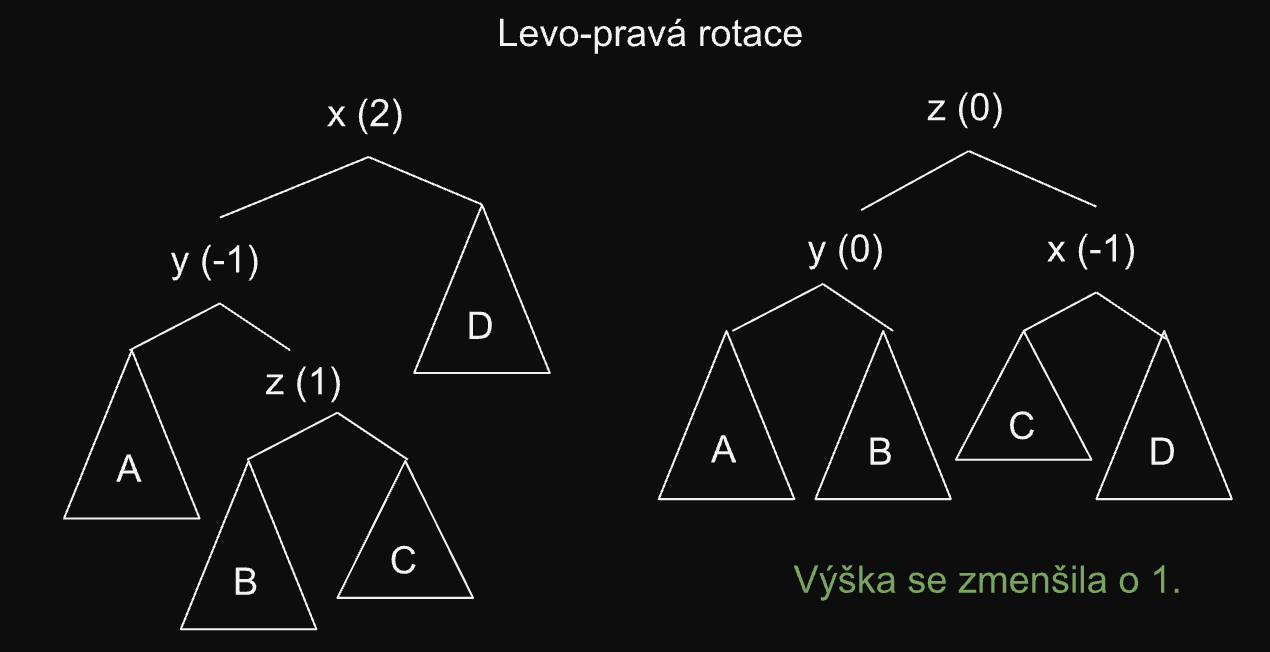 Levo-pravá rotace
x (2)
y (-1)
D
z (1)
A
B
C
z (0)
y (0)
x (-1)
A
B
C
D
Výška se zmenšila o 1.